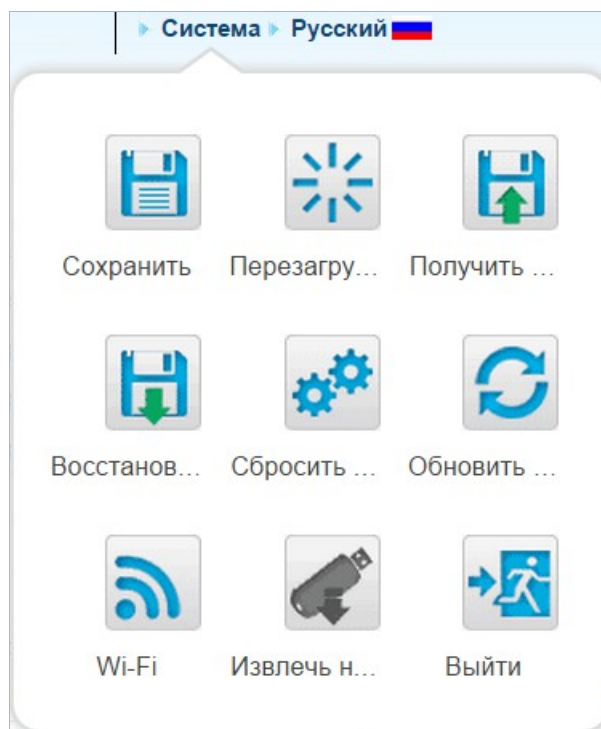 Система Русский
Сохранить Перезагру... Получить ...
Восстанов... Сбросить ... Обновить ...
Wi-Fi Извлечь н... Выйти